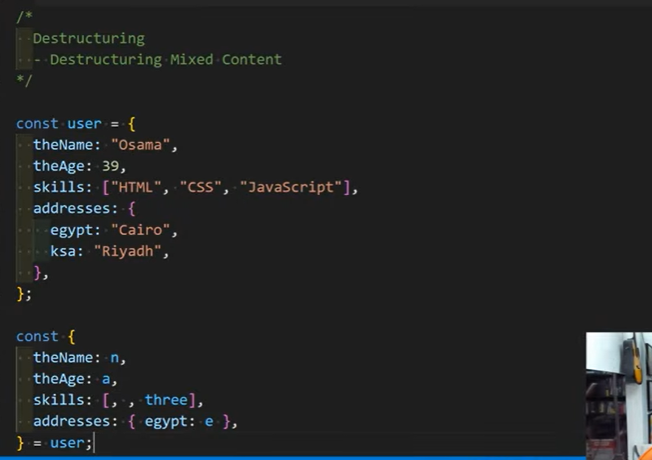 /*
  Destructuring
  - Destructuring Mixed Content
*/

const user = {
  theName: "Osama",
  theAge: 39,
  skills: ["HTML", "CSS", "JavaScript"],
  addresses: {
    egypt: "Cairo",
    ksa: "Riyadh",
  },
};

const {
  theName: n,
  theAge: a,
  skills: [, , three],
  addresses: { egypt: e },
} = user;